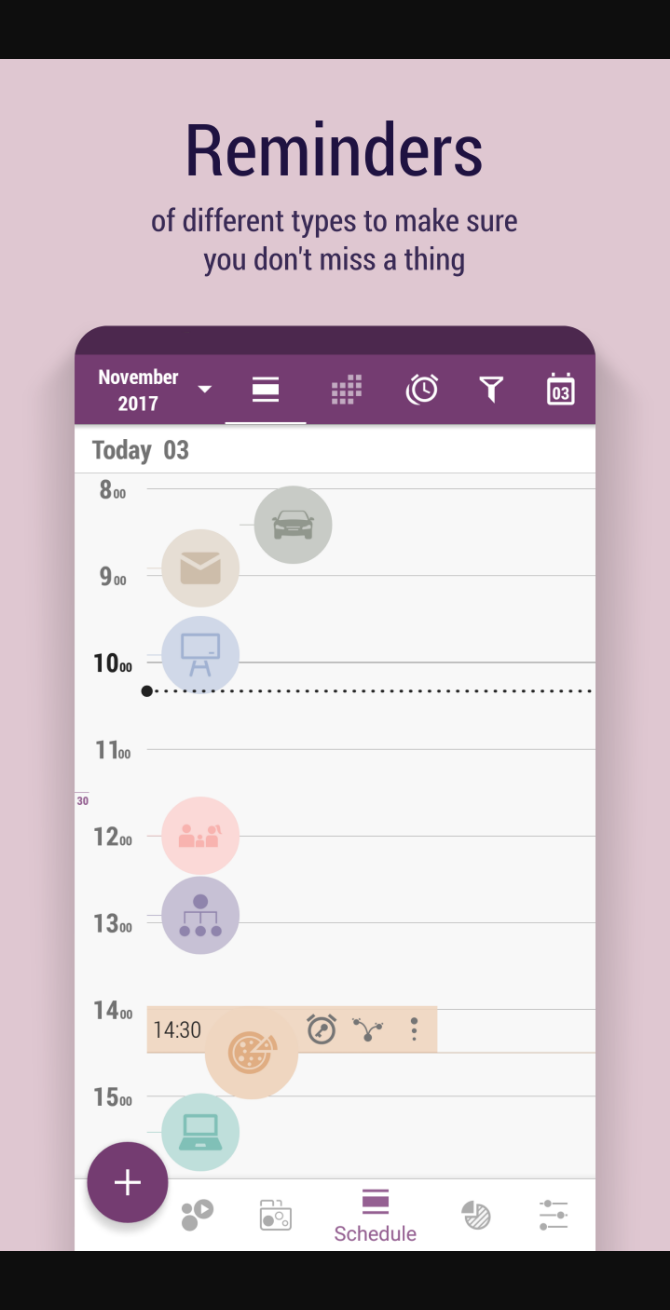 Reminders
of different types to make sure
you don't miss a thing
November
2017
03
Today 03
8 00
9 00
10 00
11 00
30
12 00
13 00
14 00
14:30
15 00
Schedule